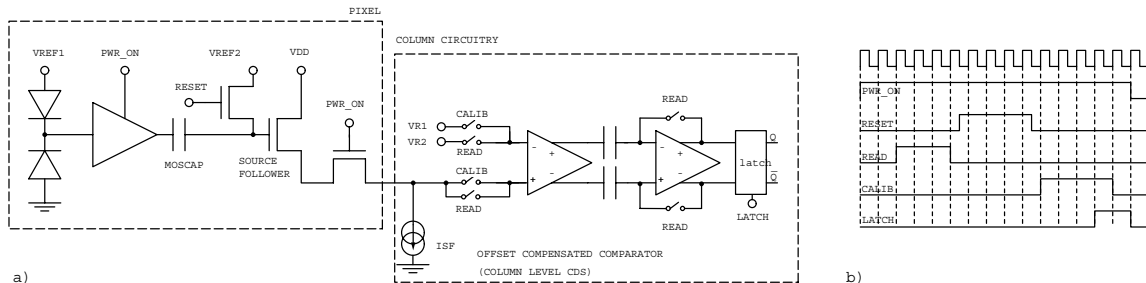 PIXEL
VREF1
PWR_ON
VREF2
VDD
RESET
PWR_ON
MOSCAP
SOURCE
FOLLOWER
COLUMN CIRCUITRY
CALIB
VR1
VR2
READ
CALIB
READ
- +
+ -
READ
- +
+ -
READ
latch
Q
Q
LATCH
ISF
OFFSET COMPENSATED COMPARATOR
(COLUMN LEVEL CDS)
a)
PWR_ON
RESET
READ
CALIB
LATCH
b)